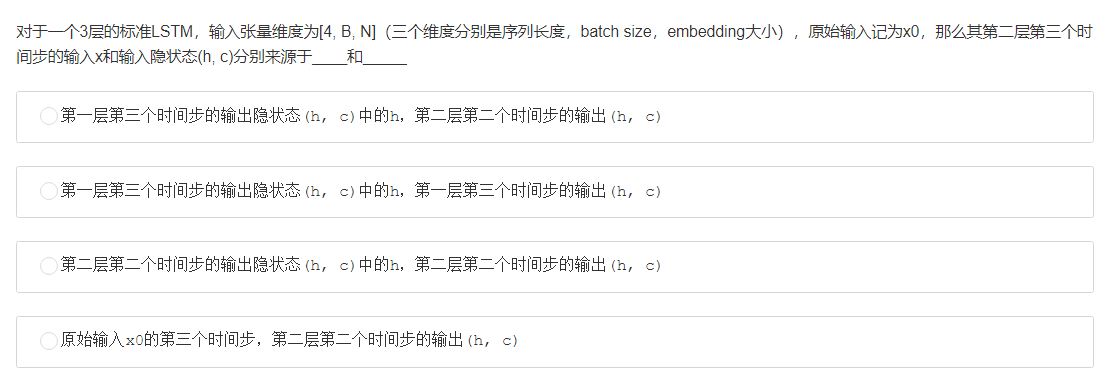 对于一个3层的标准LSTM，输入张量维度为[4, B, N]（三个维度分别是序列长度，batch size，embedding大小），原始输入记为x0，那么其第二层第三个时
间步的输入x和输入隐状态(h, c)分别来源于____和_____
第一层第三个时间步的输出隐状态(h, c)中的h，第二层第二个时间步的输出(h, c)
第一层第三个时间步的输出隐状态(h, c)中的h，第一层第三个时间步的输出(h, c)
第二层第二个时间步的输出隐状态(h, c)中的h，第二层第二个时间步的输出(h, c)
原始输入x0的第三个时间步，第二层第二个时间步的输出(h, c)